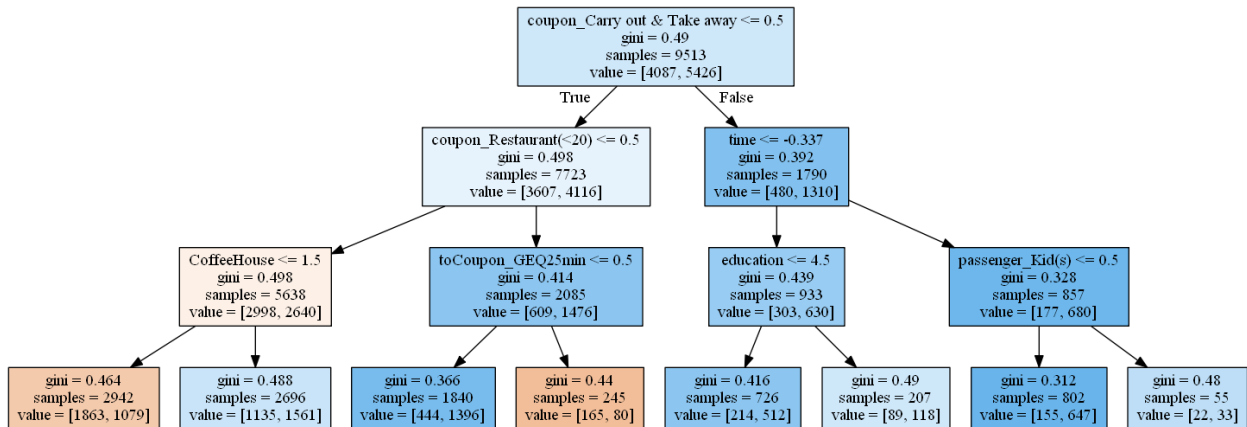 coupon_Carry out & Take away <= 0.5
gini = 0.49
samples = 9513
value = [4087, 5426]
True
False
coupon_Restaurant(<20) <= 0.5
gini = 0.498
samples = 7723
value = [3607, 4116]
time <= -0.337
gini = 0.392
samples = 1790
value = [480, 1310]
CoffeeHouse <= 1.5
gini = 0.498
samples = 5638
value = [2998, 2640]
toCoupon_GEQ25min <= 0.5
gini = 0.414
samples = 2085
value = [609, 1476]
education <= 4.5
gini = 0.439
samples = 933
value = [303, 630]
passenger_Kid(s) <= 0.5
gini = 0.328
samples = 857
value = [177, 680]
gini = 0.464
samples = 2942
value = [1863, 1079]
gini = 0.488
samples = 2696
value = [1135, 1561]
gini = 0.366
samples = 1840
value = [444, 1396]
gini = 0.44
samples = 245
value = [165, 80]
gini = 0.416
samples = 726
value = [214, 512]
gini = 0.49
samples = 207
value = [89, 118]
gini = 0.312
samples = 802
value = [155, 647]
gini = 0.48
samples = 55
value = [22, 33]